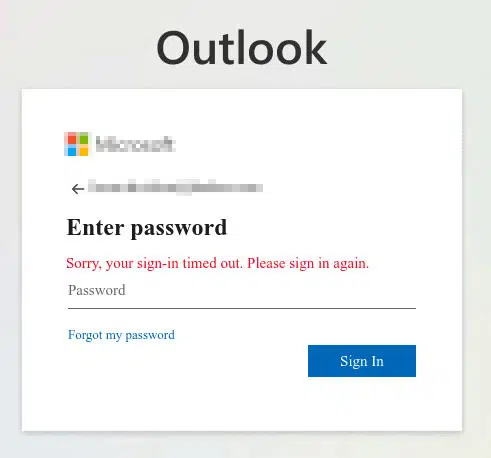 Outlook
Microsoft
Enter password
Sorry, your sign-in timed out. Please sign in again.
Password
Forgot my password
Sign In